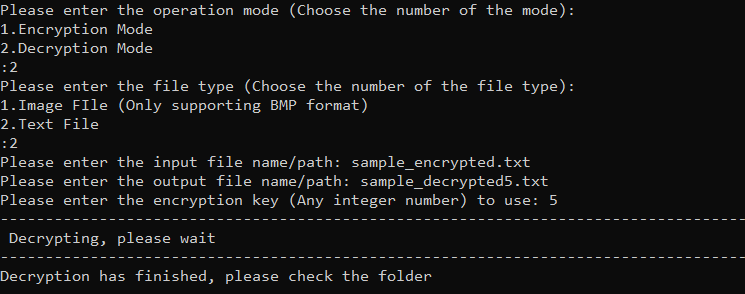 Please enter the operation mode (Choose the number of the mode):
1.Encryption Mode
2.Decryption Mode
:2
Please enter the file type (Choose the number of the file type):
1.Image FIle (Only supporting BMP format)
2.Text File
:2
Please enter the input file name/path: sample_encrypted.txt
Please enter the output file name/path: sample_decrypted5.txt
Please enter the encryption key (Any integer number) to use: 5
---------------------------------------------------------------------------------
 Decrypting, please wait
---------------------------------------------------------------------------------
Decryption has finished, please check the folder